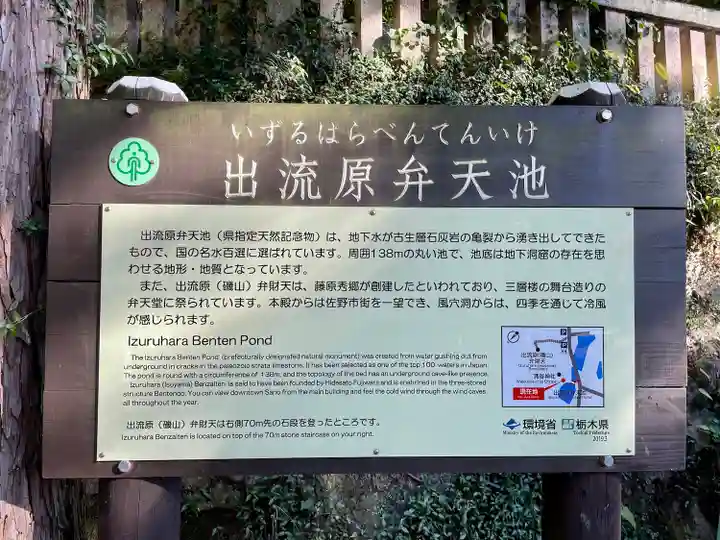 いずるはらべんてんいけ
出流原弁天池
出流原弁天池（県指定天然記念物）は、地下水が古生層石灰岩の亀裂から湧き出してできた
もので、国の名水百選に選ばれています。周囲138mの丸い池で、池底は地下洞窟の存在を思
わせる地形・地質となっています。
また、出流原（磯山）弁財天は、藤原秀郷が創建したといわれており、三層楼の舞台造りの
弁天堂に祭られています。本殿からは佐野市街を一望でき、風穴洞からは、四季を通じて冷風
が感じられます。
Izuruhara Benten Pond
The Izuruhara Benten Pond (prefecturally designated natural monument) was created from water gushing out from
underground in cracks in the paleozoic strata limestone. It has been selected as one of the top 100 waters in Japan.
The pond is round with a circumference of 138m, and the topology of the bed has an underground cave-like presence.
Izuruhara (Isoyama) Benzaiten, is said to have been founded by Hidesato Fujiwara and is enshrined in the three-storied
structure Bentendo. You can view downtown Sano from the main building and feel the cold wind through the wind caves
all throughout the year.
出流原（磯山）弁財天は右側70m先の石段を登ったところです。
Izuruhara Benzaiten is located on top of the 70m stone staircase on your right.
出流原(磯山)
弁財天
現在地
環境省
Ministry of the Environment
栃木県
Tochigi Prefecture